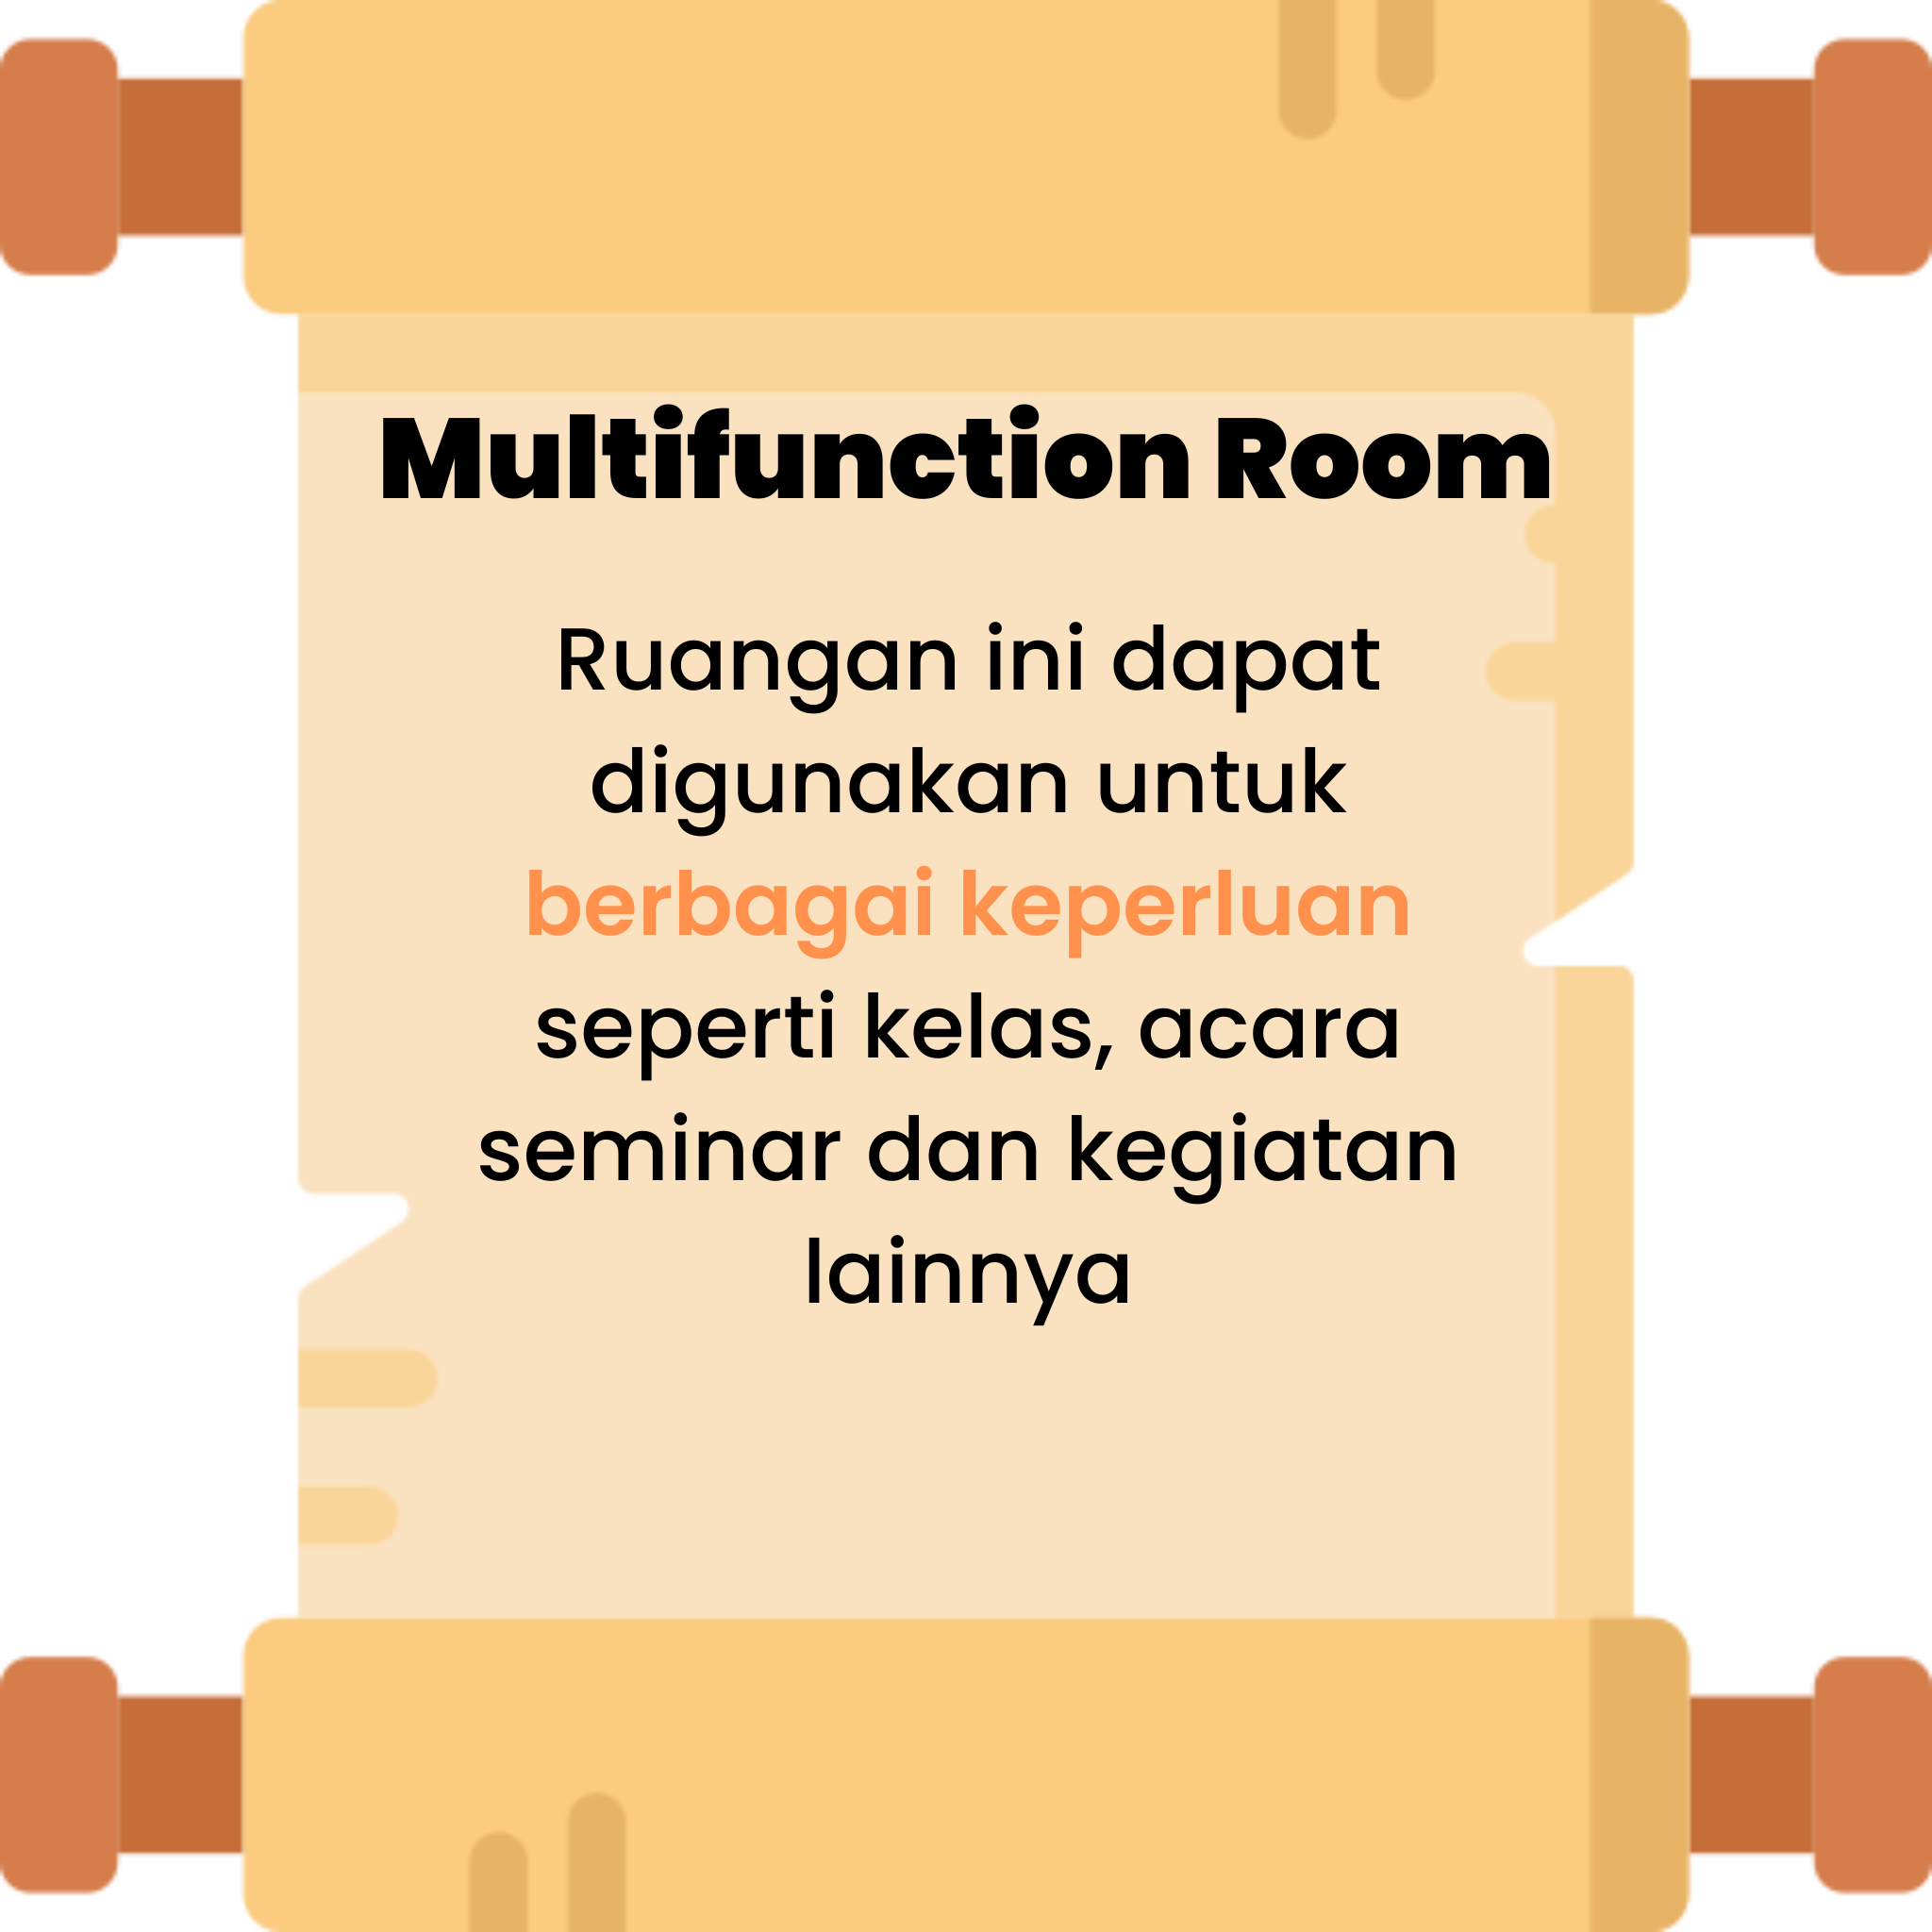 Multifunction Room
Ruangan ini dapat
digunakan untuk
berbagai keperluan
seperti kelas, acara
seminar dan kegiatan
lainnya